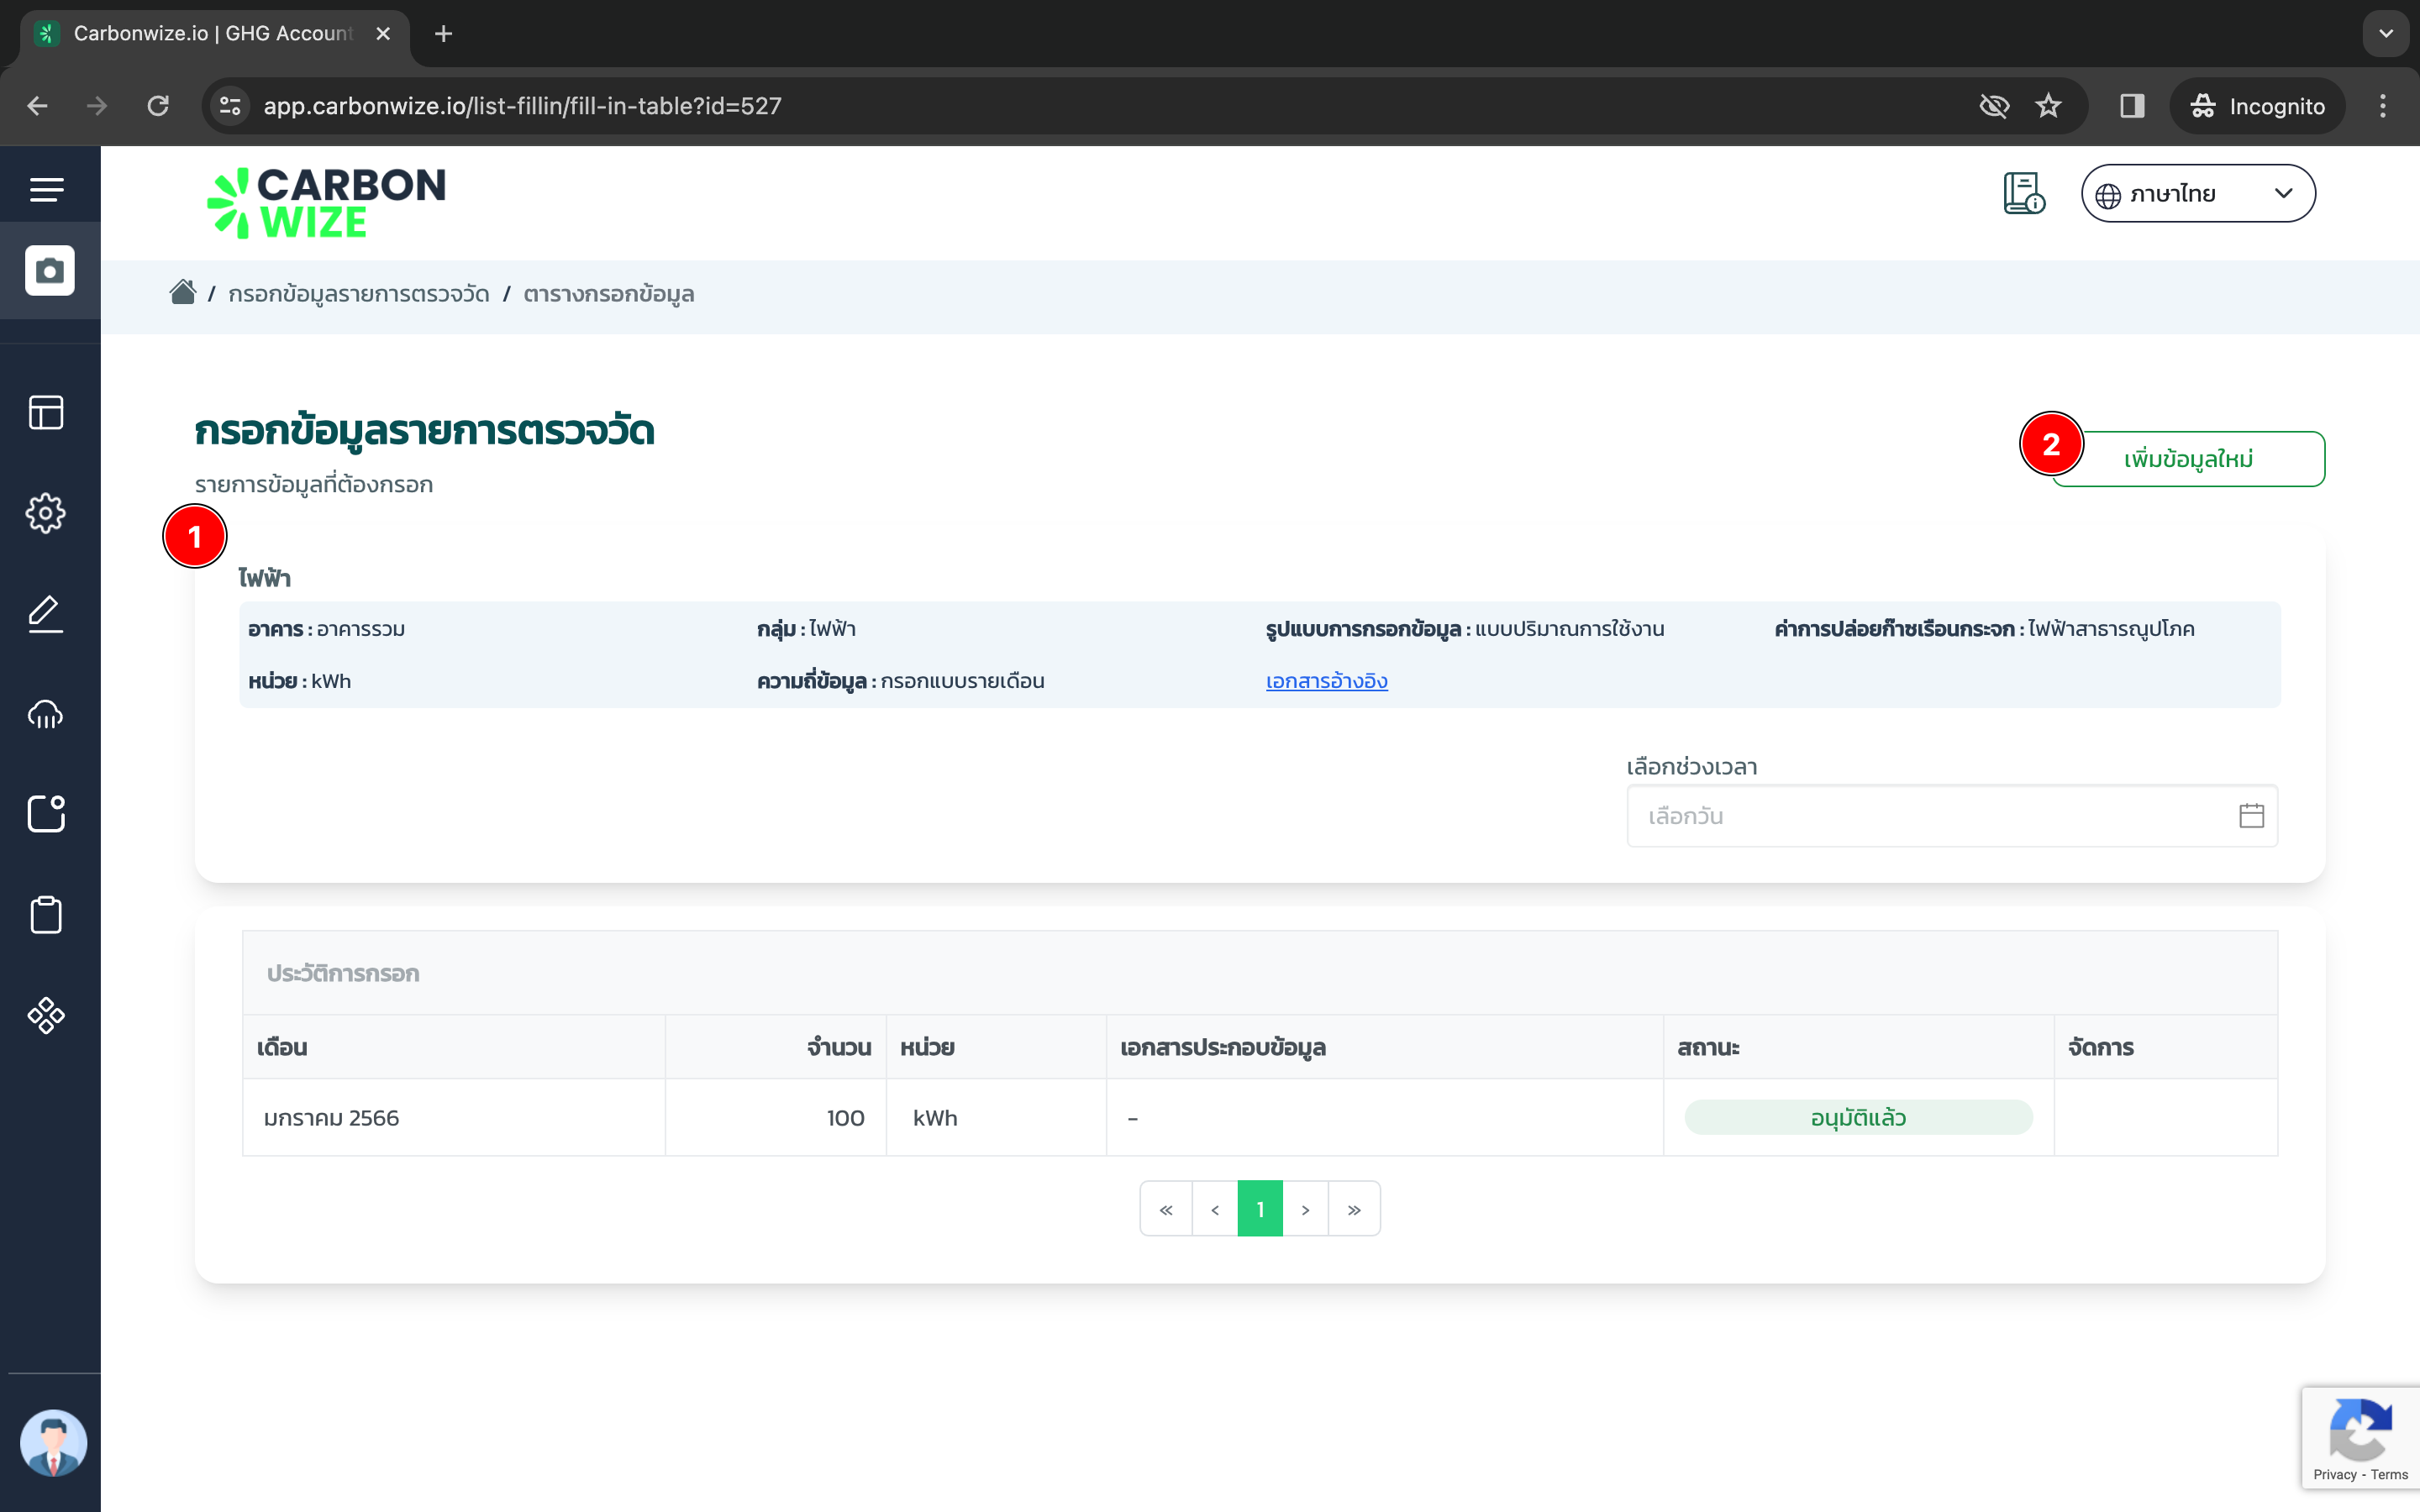 Carbonwize.io | GHG Account
app.carbonwize.io/list-fillin/fill-in-table?id=527
Incognito
CARBON
WIZE
ภาษาไทย
/ กรอกข้อมูลรายการตรวจวัด / ตารางกรอกข้อมูล
กรอกข้อมูลรายการตรวจวัด
2
เพิ่มข้อมูลใหม่
รายการข้อมูลที่ต้องกรอก
1
ไฟฟ้า
อาคาร : อาคารรวม กลุ่ม : ไฟฟ้า รูปแบบการกรอกข้อมูล : แบบปริมาณการใช้งาน ค่าการปล่อยก๊าซเรือนกระจก : ไฟฟ้าสาธารณูปโภค
หน่วย : kWh ความถี่ข้อมูล : กรอกแบบรายเดือน เอกสารอ้างอิง
เลือกช่วงเวลา
เลือกวัน
ประวัติการกรอก
เดือน จำนวน หน่วย เอกสารประกอบข้อมูล สถานะ จัดการ
มกราคม 2566 100 kWh - อนุมัติแล้ว
« ‹ 1 › »
Privacy - Terms